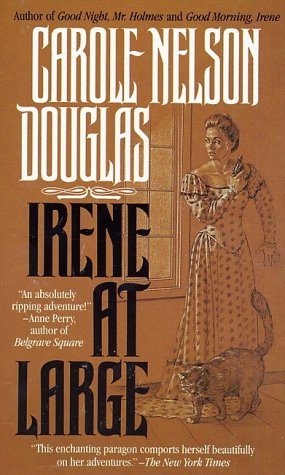 Author of Good Night, Mr. Holmes and Good Morning, Irene
CAROLE NELSON
DOUGLAS
IRENE
AT
LARGE
“An absolutely
ripping adventure!”
–Anne Perry,
author of
Belgrave Square
“This enchanting paragon comports herself beautifully
on her adventures.” –The New York Times